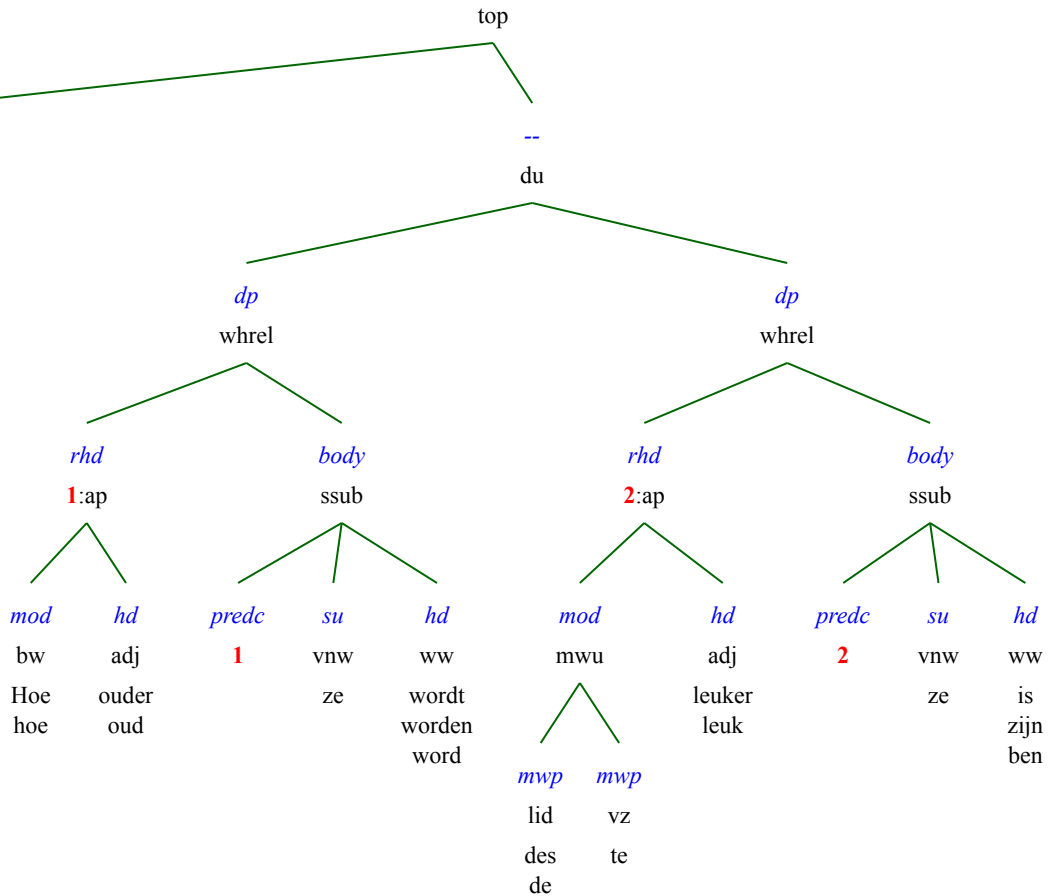 top
--
du
dp dp
whrel whrel
rhd body rhd body
1:ap ssub 2:ap ssub
mod hd predc su hd mod hd predc su hd
bw adj 1 vnw ww mwu adj 2 vnw ww
Hoe ouder ze wordt leuker ze is
hoe oud worden leuk zijn
word ben
mwp mwp
lid vz
des te
de